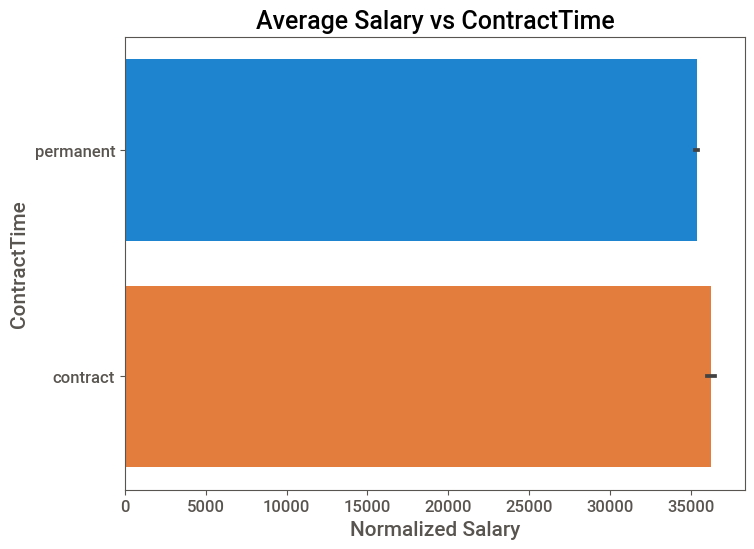 Average Salary vs ContractTime
ContractTime
permanent
contract
0 5000 10000 15000 20000 25000 30000 35000
Normalized Salary